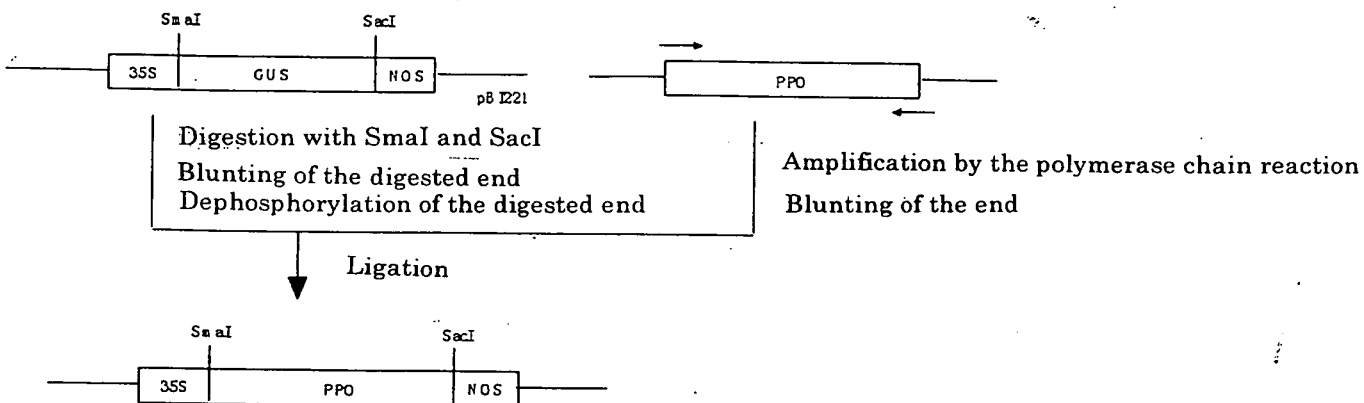 SmaI SacI
35S GUS NOS
pBI221
PPO
Digestion with SmaI and SacI
Blunting of the digested end
Dephosphorylation of the digested end
Amplification by the polymerase chain reaction
Blunting of the end
Ligation
SmaI SacI
35S PPO NOS